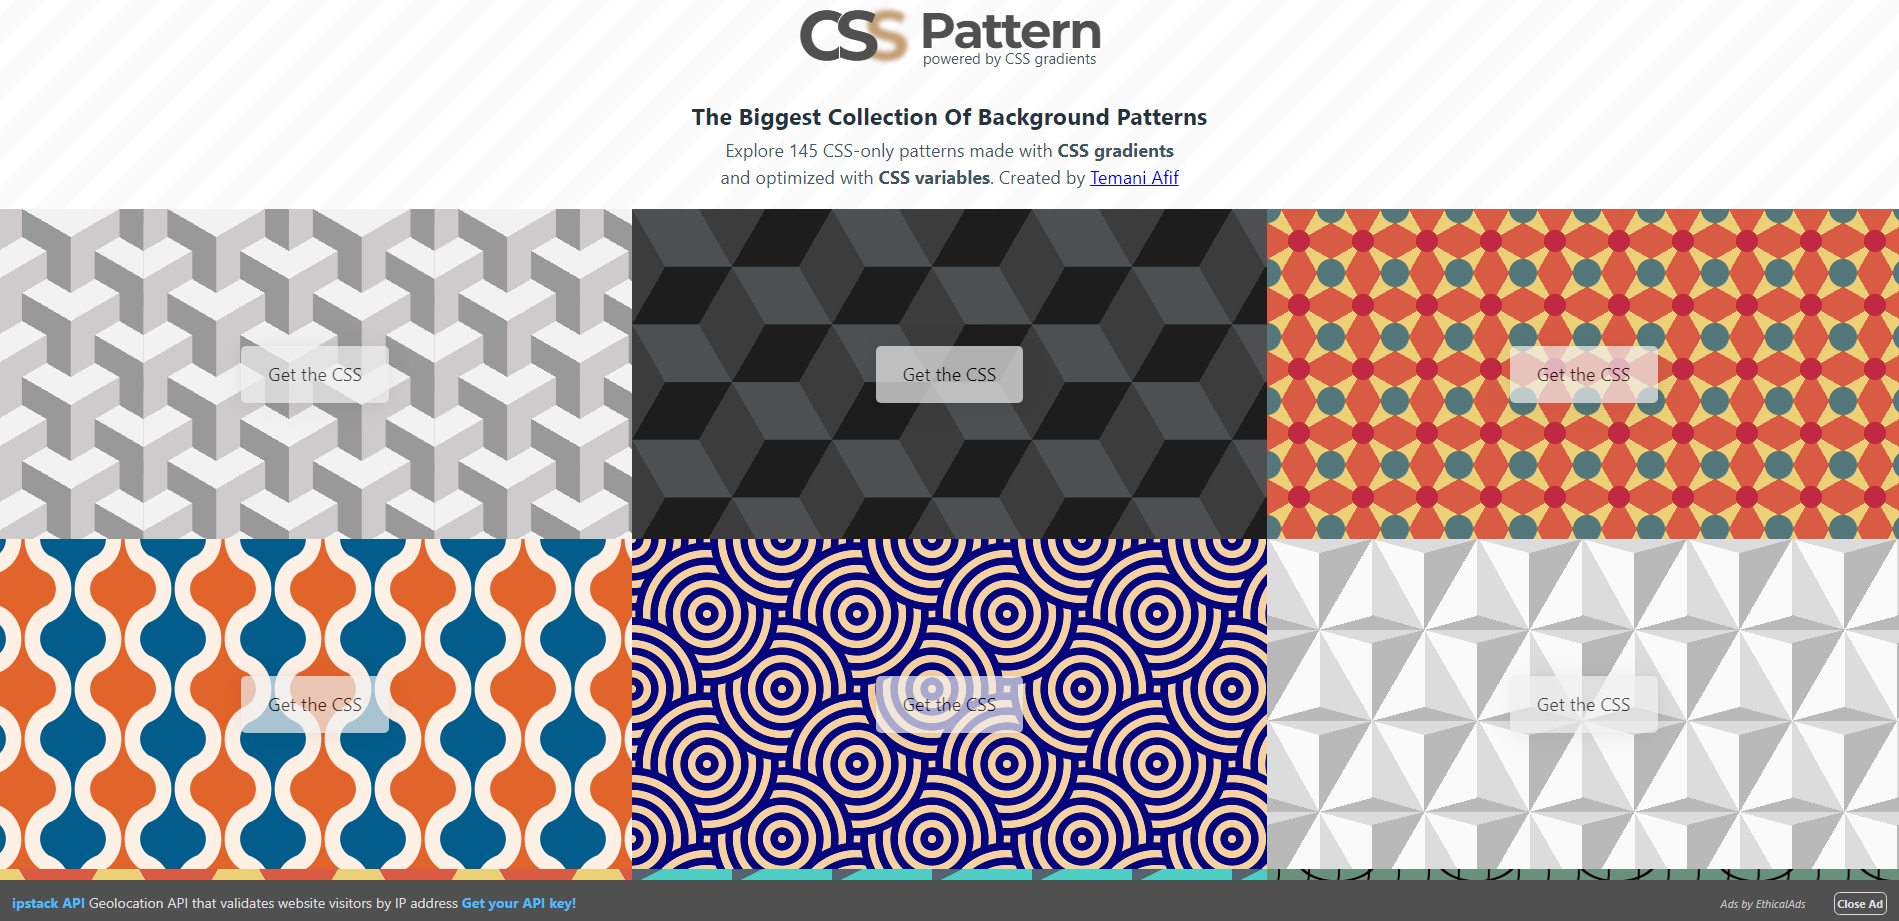 CSS Pattern
powered by CSS gradients
The Biggest Collection Of Background Patterns
Explore 145 CSS-only patterns made with CSS gradients
and optimized with CSS variables. Created by Temani Afif
Get the CSS
Get the CSS
Get the CSS
Get the CSS
Get the CSS
Get the CSS
ipstack API Geolocation API that validates website visitors by IP address Get your API key!
Ads by EthicalAds
Close Ad